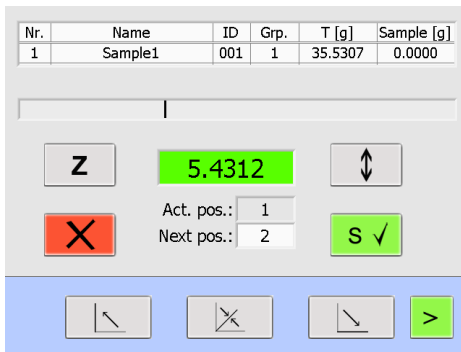 Nr. Name ID Grp. T [g] Sample [g]
1 Sample1 001 1 35.5307 0.0000
Z 5.4312
Act. pos.: 1
Next pos.: 2
S √
>